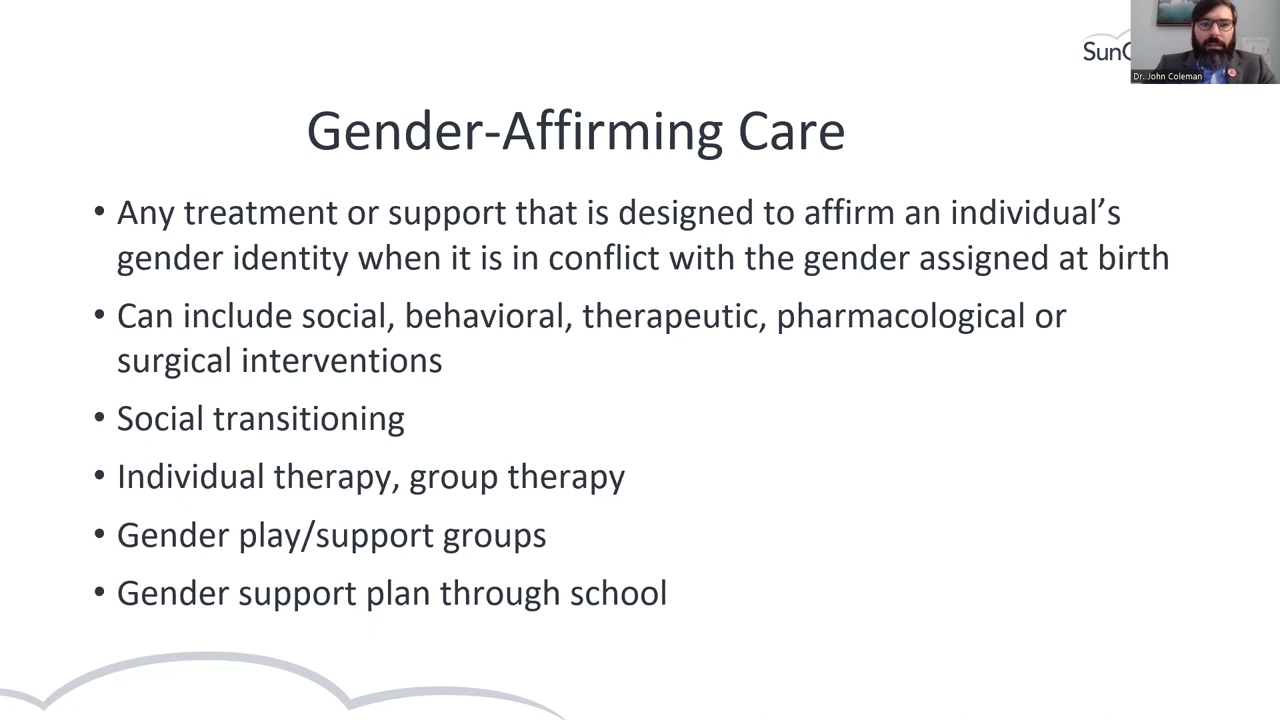 SunC
Dr. John Coleman
Gender-Affirming Care
• Any treatment or support that is designed to affirm an individual’s
gender identity when it is in conflict with the gender assigned at birth
• Can include social, behavioral, therapeutic, pharmacological or
surgical interventions
• Social transitioning
• Individual therapy, group therapy
• Gender play/support groups
• Gender support plan through school